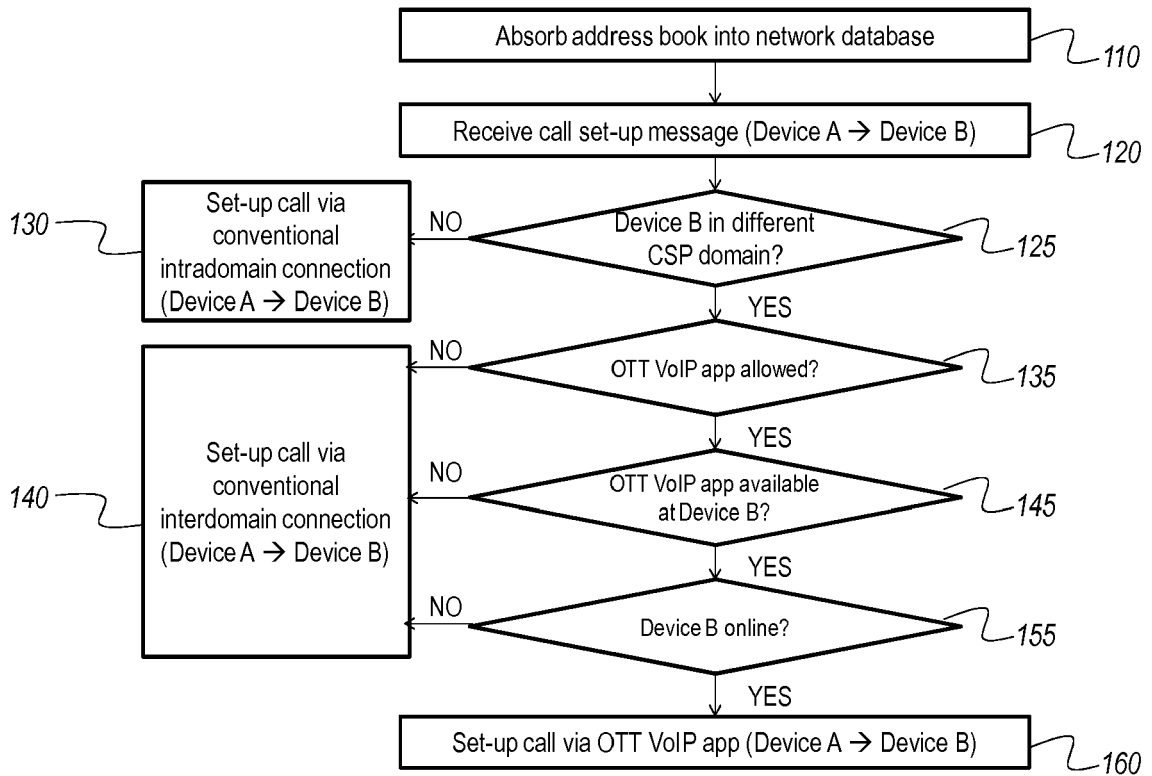 Absorb address book into network database
110
Receive call set-up message (Device A → Device B)
120
130
Set-up call via
conventional
intradomain connection
(Device A → Device B)
NO
Device B in different
CSP domain?
125
YES
NO
OTT VoIP app allowed?
135
YES
140
Set-up call via
conventional
interdomain connection
(Device A → Device B)
NO
OTT VoIP app available
at Device B?
145
YES
NO
Device B online?
155
YES
Set-up call via OTT VoIP app (Device A → Device B)
160